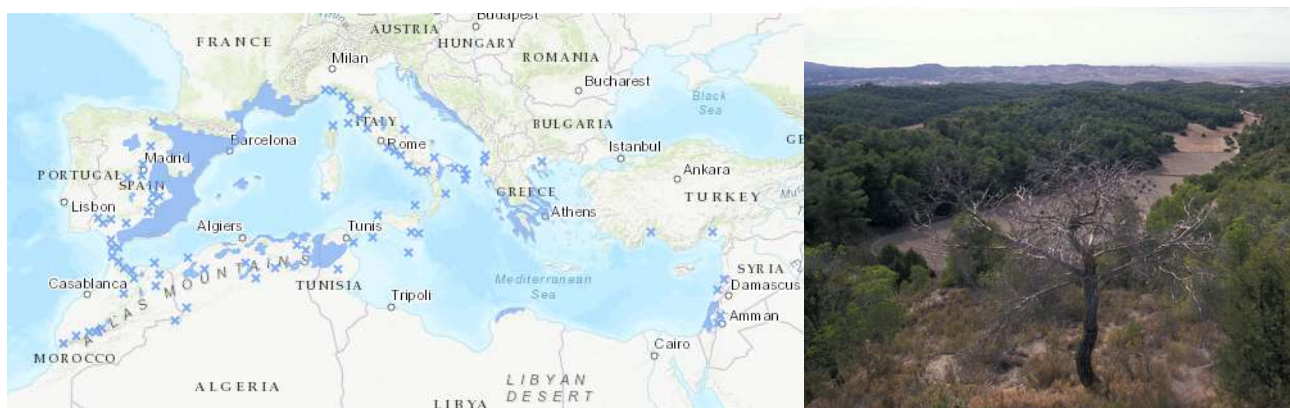 Budapest
AUSTRIA
FRANCE
HUNGARY
Milan
ROMANIA
Bucharest
Black
Sea
ITALY
BULGARIA
Barcelona
Rome
Madrid
Istanbul
PORTUGAL
SPAIN
Ankara
GREECE
TURKEY
Lisbon
Athens
Algiers
Tunis
SYRIA
Mediterranean
Sea
Casablanca
ATLAS MOUNTAINS
TUNISIA
Damascus
Tripoli
Amman
MOROCCO
Cairo
ALGERIA
LIBYAN
DESERT
LIBYA